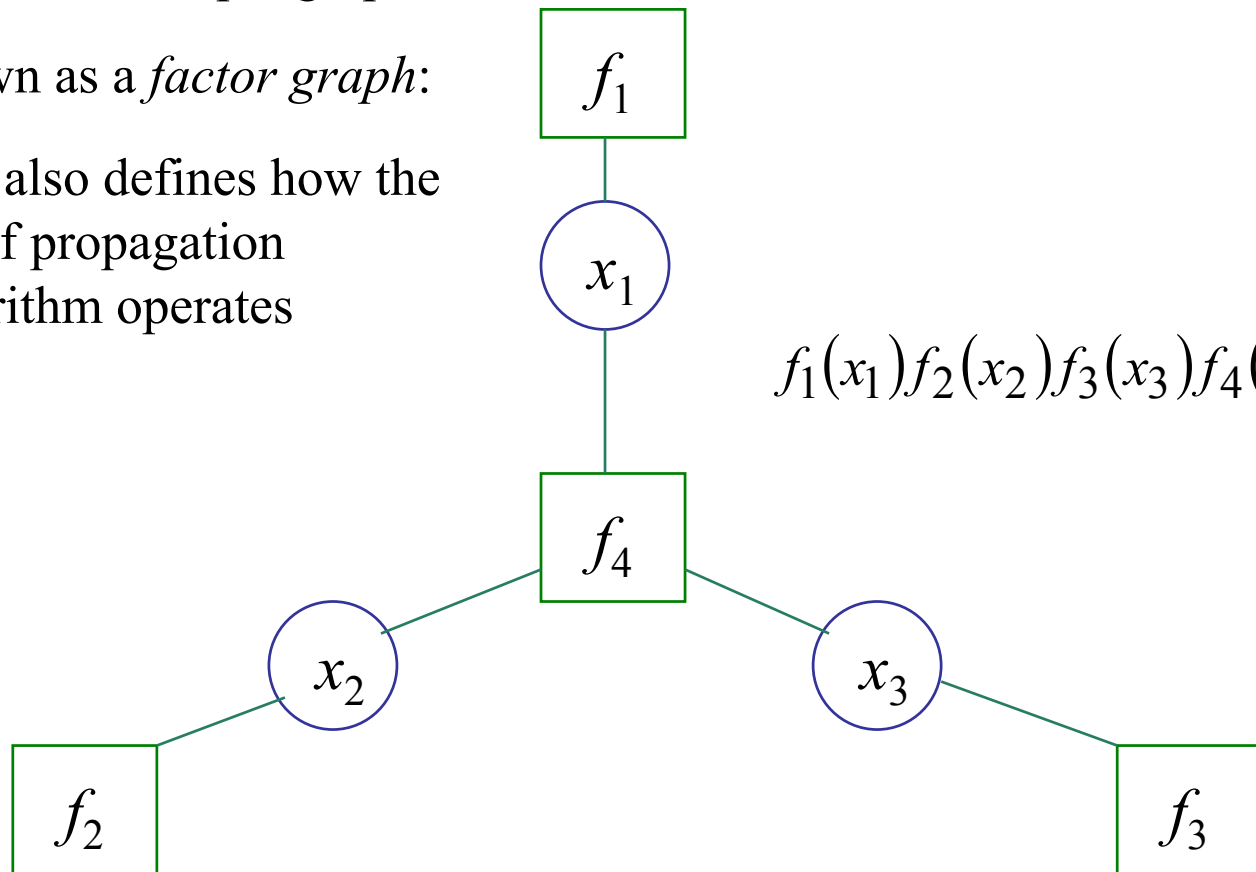 wn as a factor graph:
also defines how the
f propagation
rithm operates
f1
x1
f1(x1)f2(x2)f3(x3)f4(
f4
x2
x3
f2
f3